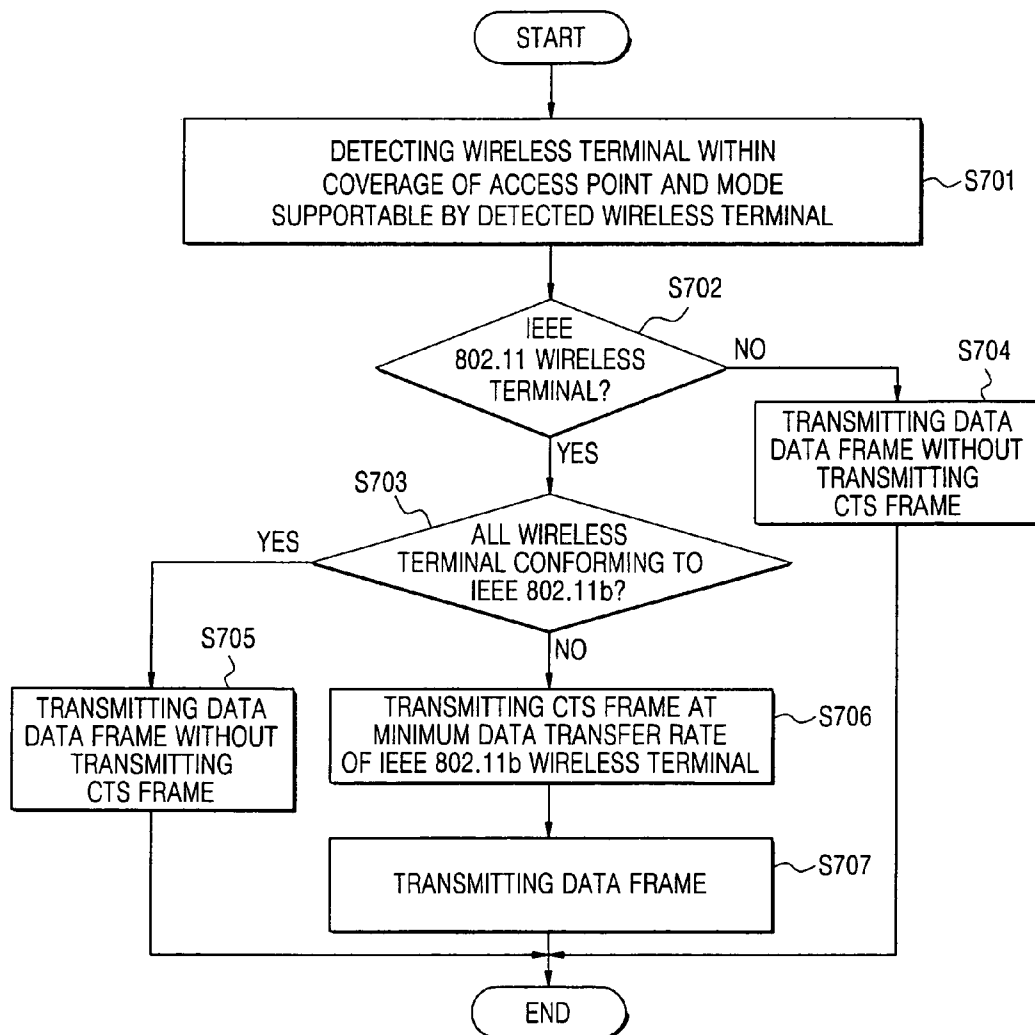 START
DETECTING WIRELESS TERMINAL WITHIN
COVERAGE OF ACCESS POINT AND MODE
SUPPORTABLE BY DETECTED WIRELESS TERMINAL
S701
S702
IEEE
802.11 WIRELESS
TERMINAL?
NO
YES
S704
TRANSMITTING DATA
DATA FRAME WITHOUT
TRANSMITTING
CTS FRAME
S703
ALL WIRELESS
TERMINAL CONFORMING TO
IEEE 802.11b?
YES
NO
S705
TRANSMITTING DATA
DATA FRAME WITHOUT
TRANSMITTING
CTS FRAME
TRANSMITTING CTS FRAME AT
MINIMUM DATA TRANSFER RATE
OF IEEE 802.11b WIRELESS TERMINAL
S706
TRANSMITTING DATA FRAME
S707
END